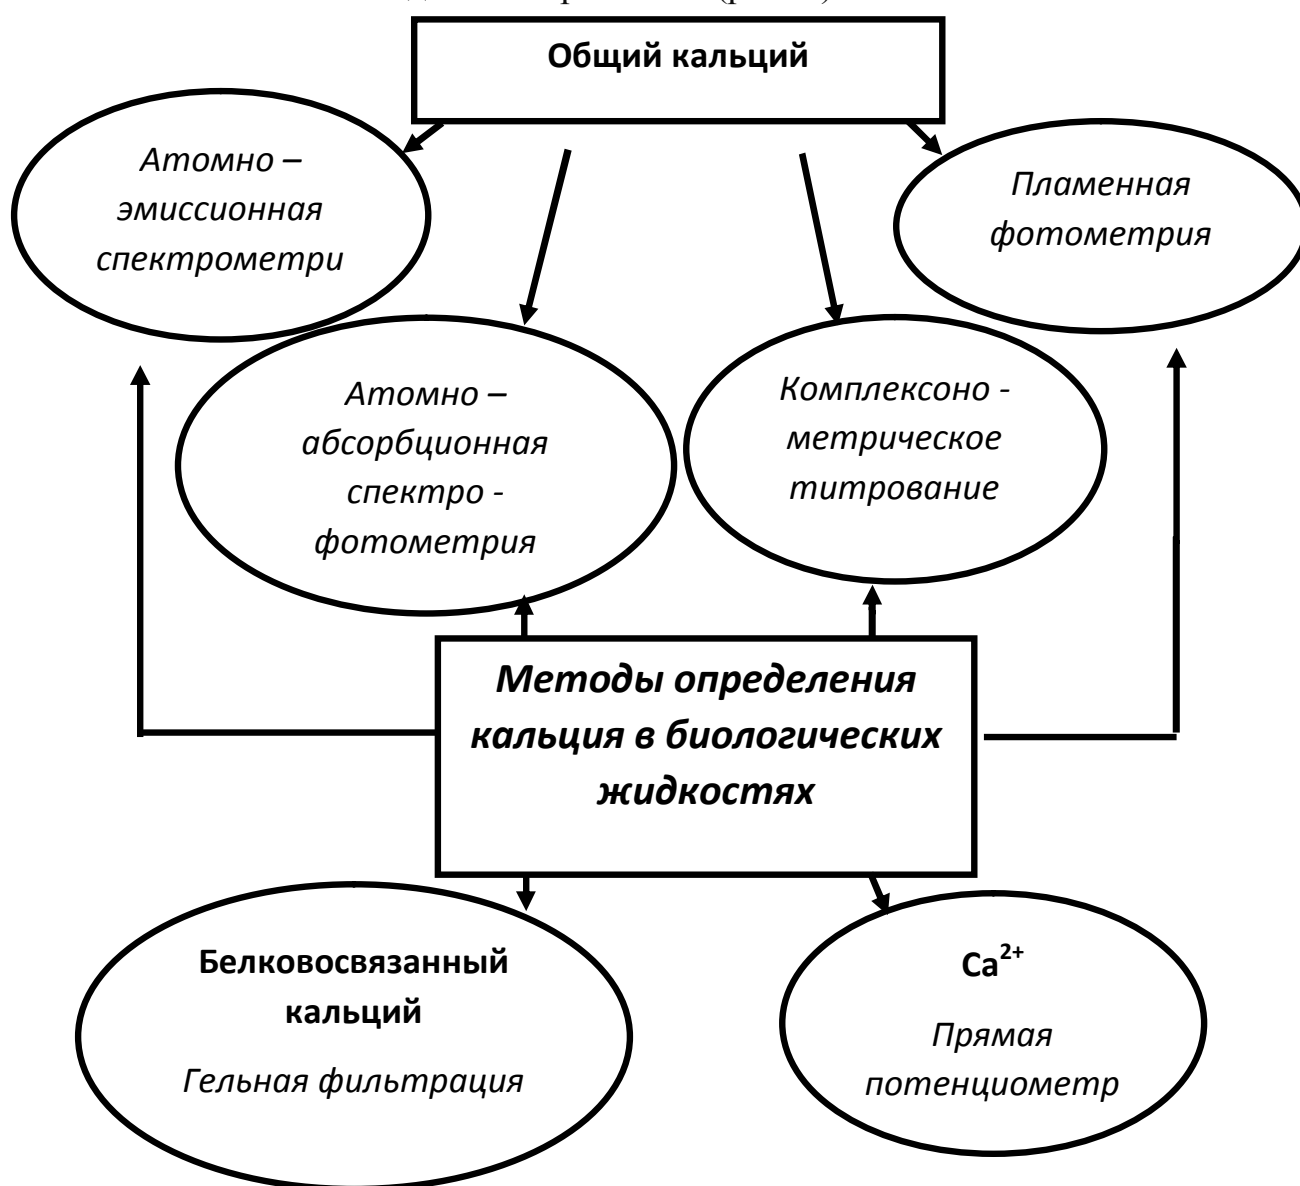 Общий кальций
Атомно –
эмиссионная
спектрометри
Пламенная
фотометрия
Атомно –
абсорбционная
спектро -
фотометрия
Комплексоно -
метрическое
титрование
Методы определения
кальция в биологических
жидкостях
Белковосвязанный
кальций
Гельная фильтрация
Ca²⁺
Прямая
потенциометр